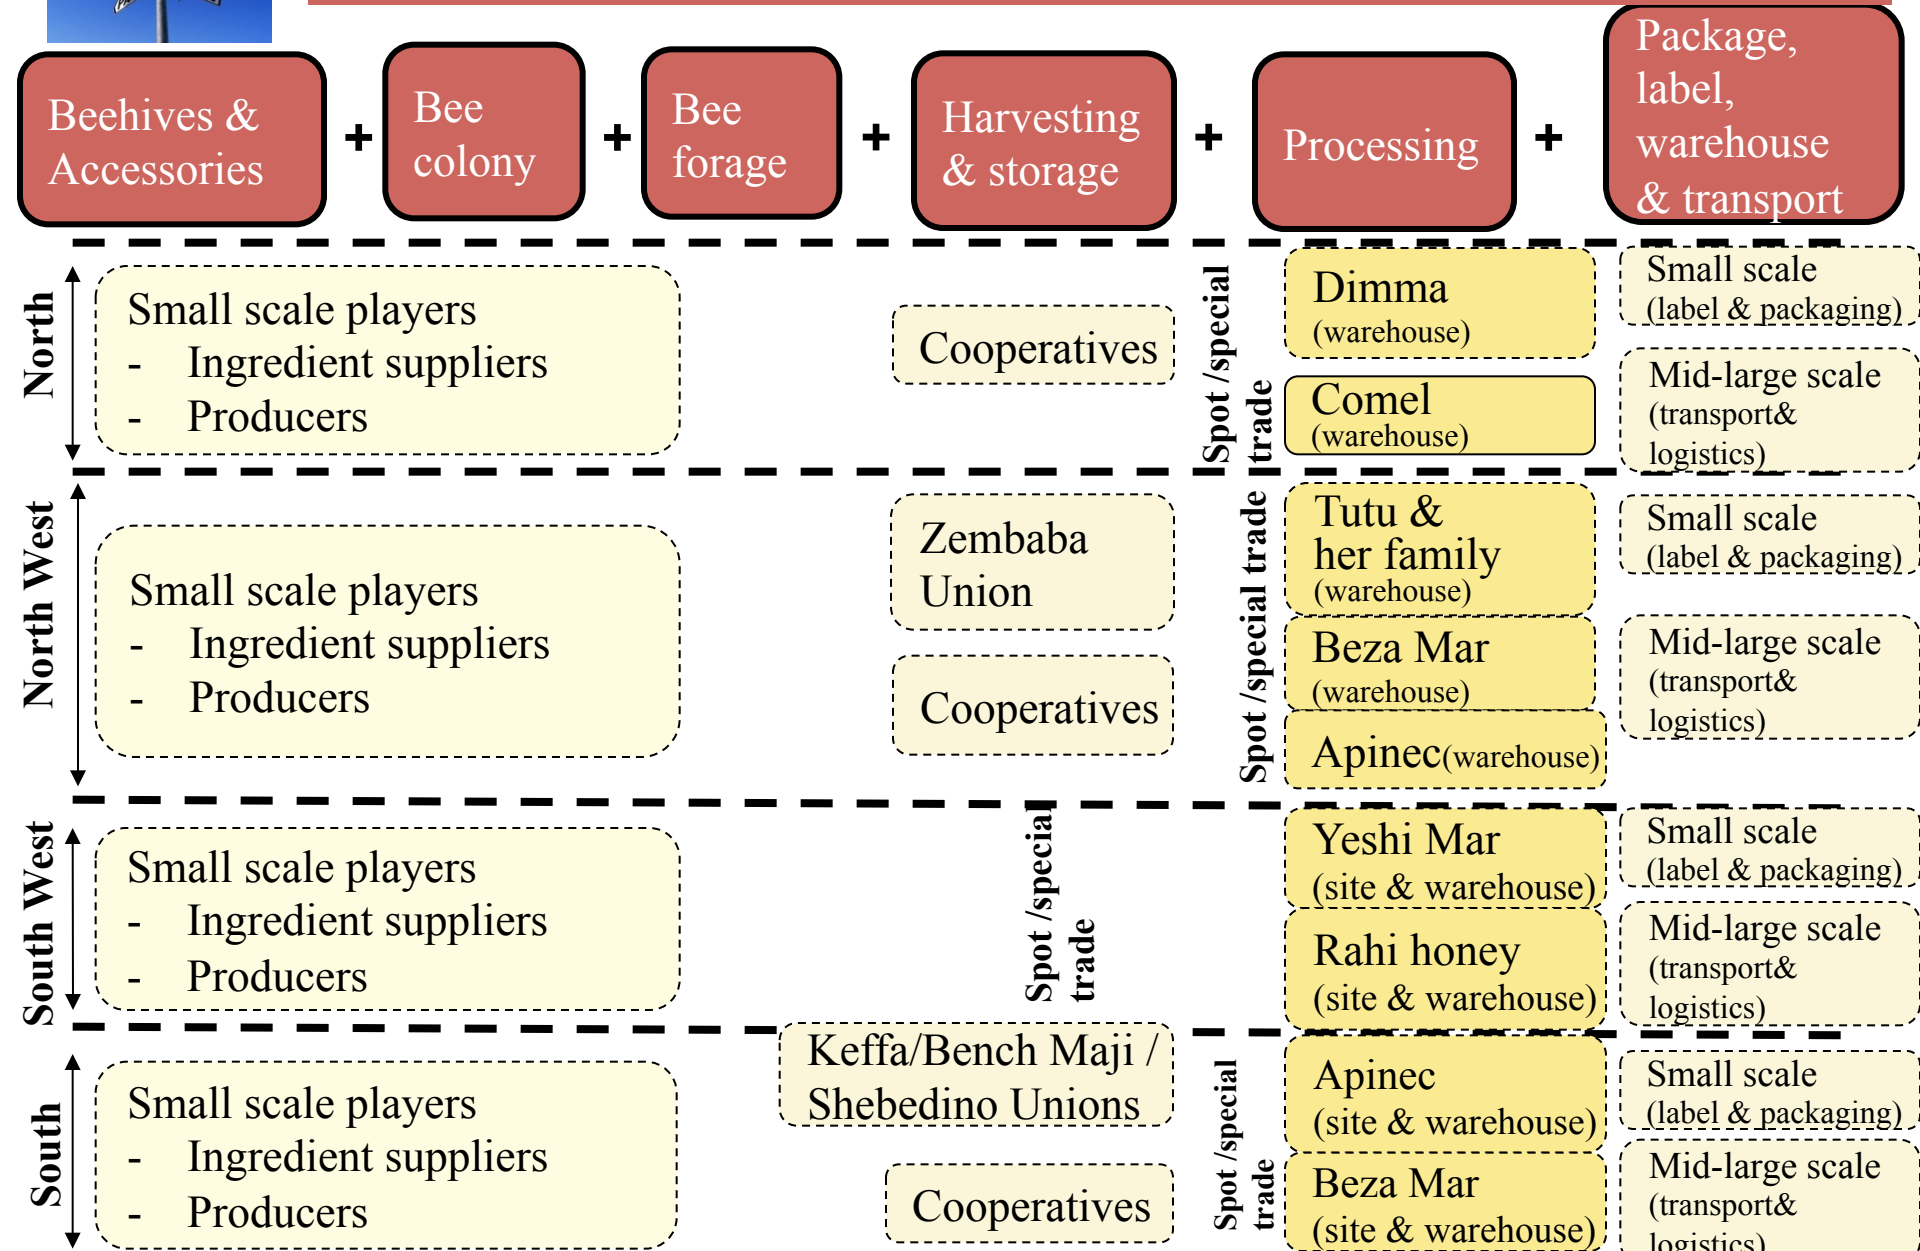 Beehives &
Accessories
+
Bee
colony
+
Bee
forage
+
Harvesting
& storage
+
Processing
+
Package,
label,
warehouse
& transport
North
Small scale players
- Ingredient suppliers
- Producers
Cooperatives
Spot /special
trade
Dimma
(warehouse)
Comel
(warehouse)
Small scale
(label & packaging)
Mid-large scale
(transport&
logistics)
North West
Small scale players
- Ingredient suppliers
- Producers
Zembaba
Union
Cooperatives
Spot /special trade
Tutu &
her family
(warehouse)
Beza Mar
(warehouse)
Apinec(warehouse)
Small scale
(label & packaging)
Mid-large scale
(transport&
logistics)
South West
Small scale players
- Ingredient suppliers
- Producers
Spot /special
trade
Yeshi Mar
(site & warehouse)
Rahi honey
(site & warehouse)
Small scale
(label & packaging)
Mid-large scale
(transport&
logistics)
South
Small scale players
- Ingredient suppliers
- Producers
Keffa/Bench Maji /
Shebedino Unions
Cooperatives
Spot /special
trade
Apinec
(site & warehouse)
Beza Mar
(site & warehouse)
Small scale
(label & packaging)
Mid-large scale
(transport&
logistics)